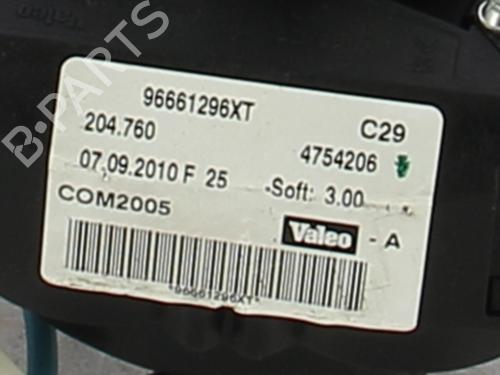 96661296XT
204.760 C29
4754206
07.09.2010 F 25 -Soft: 3.00
COM2005
Valeo - A
*96661296XT*
B-PARTS